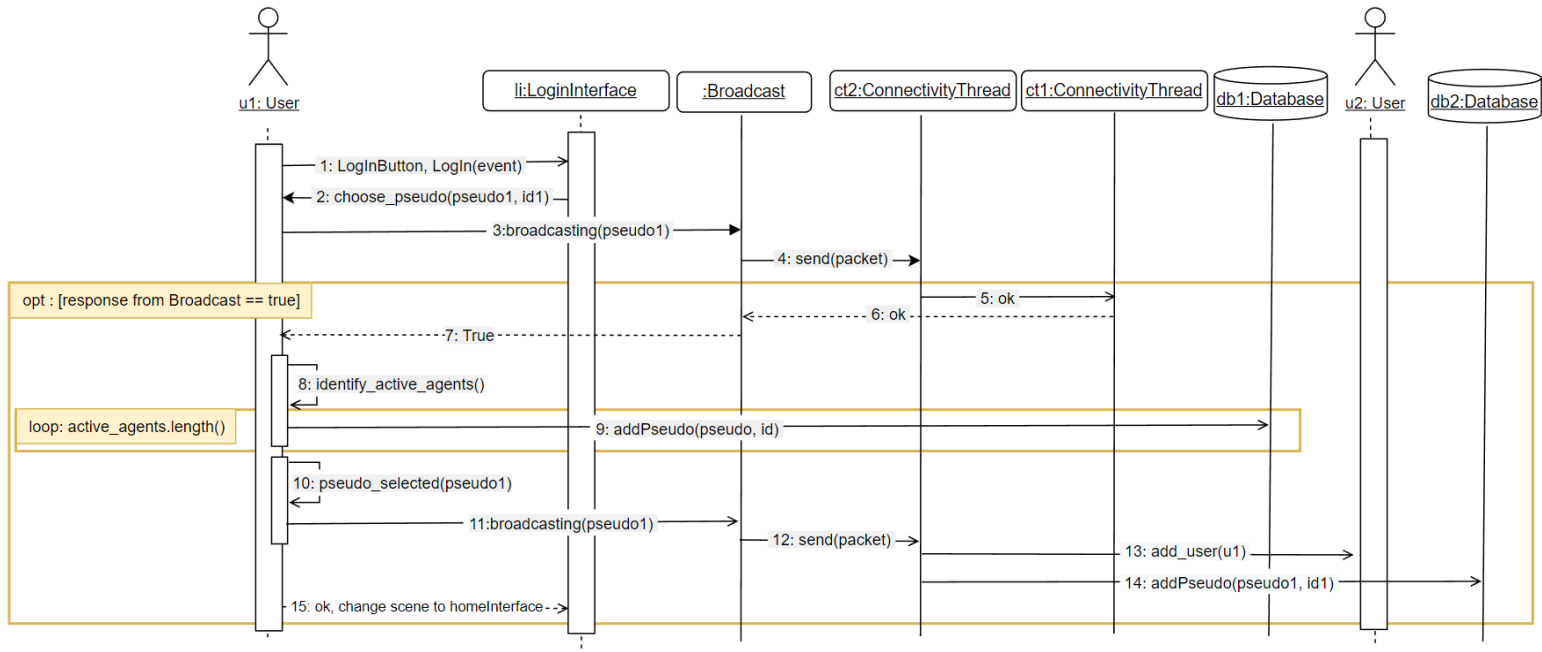 u1: User
li:LoginInterface
:Broadcast
ct2:ConnectivityThread
ct1:ConnectivityThread
db1:Database
u2: User
db2:Database
1: LogInButton, LogIn(event)
2: choose_pseudo(pseudo1, id1)
3:broadcasting(pseudo1)
4: send(packet)
opt : [response from Broadcast == true]
5: ok
6: ok
7: True
8: identify_active_agents()
loop: active_agents.length()
9: addPseudo(pseudo, id)
10: pseudo_selected(pseudo1)
11:broadcasting(pseudo1)
12: send(packet)
13: add_user(u1)
14: addPseudo(pseudo1, id1)
15: ok, change scene to homeInterface